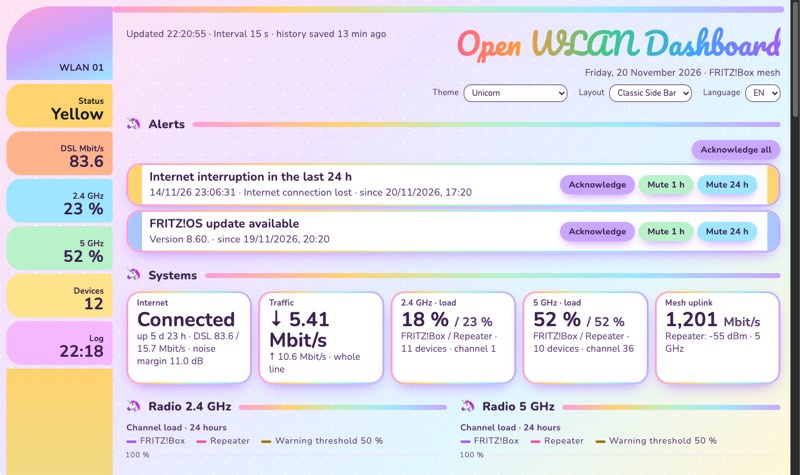 WLAN 01
Status
Yellow
DSL Mbit/s
83.6
2.4 GHz
23 %
5 GHz
52 %
Devices
12
Log
22:18
Updated 22:20:55 · Interval 15 s · history saved 13 min ago
Open WLAN Dashboard
Friday, 20 November 2026 · FRITZ!Box mesh
Theme Unicorn Layout Classic Side Bar Language EN
Alerts
Acknowledge all
Internet interruption in the last 24 h
14/11/26 23:06:31 · Internet connection lost · since 20/11/2026, 17:20
Acknowledge Mute 1 h Mute 24 h
FRITZ!OS update available
Version 8.60. · since 19/11/2026, 20:20
Acknowledge Mute 1 h Mute 24 h
Systems
Internet
Connected
up 5 d 23 h · DSL 83.6 /
15.7 Mbit/s · noise
margin 11.0 dB
Traffic
↓ 5.41
Mbit/s
↑ 10.6 Mbit/s · whole
line
2.4 GHz · load
18 % / 23 %
FRITZ!Box / Repeater ·
11 devices · channel 1
5 GHz · load
52 % / 52 %
FRITZ!Box / Repeater ·
10 devices · channel 36
Mesh uplink
1,201 Mbit/s
Repeater: -55 dBm · 5
GHz
Radio 2.4 GHz
Channel load · 24 hours
FRITZ!Box Repeater Warning threshold 50 %
100 %
Radio 5 GHz
Channel load · 24 hours
FRITZ!Box Repeater Warning threshold 50 %
100 %